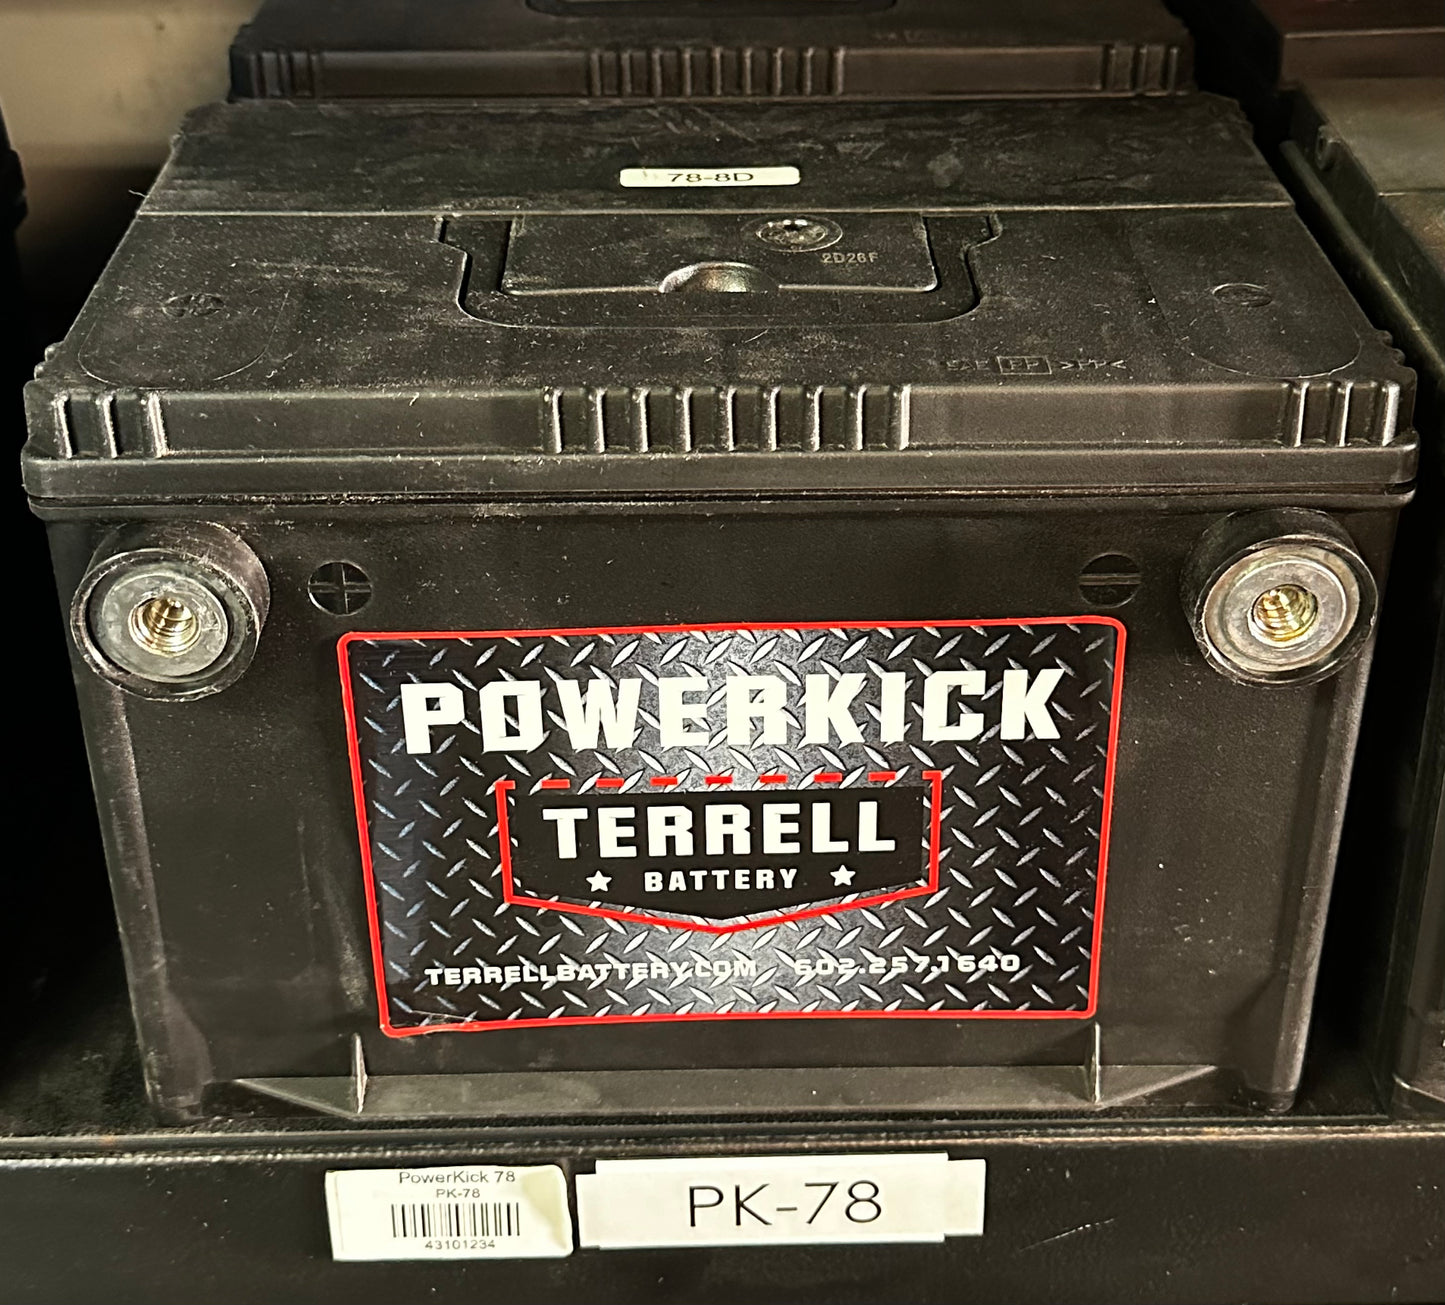 78-8D
2D26F
POWERKICK
TERRELL
BATTERY
TERRELLBATTERY.COM 602.257.1640
PowerKick 78
PK-78
43101234
PK-78